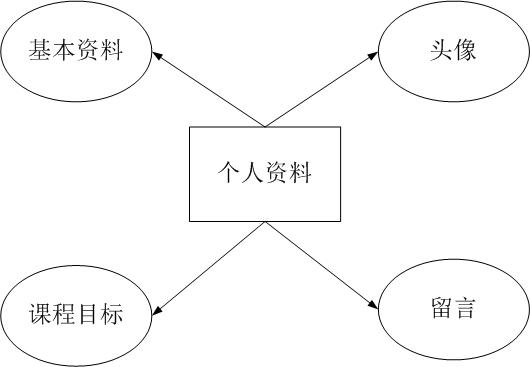 基本资料
头像
个人资料
课程目标
留言